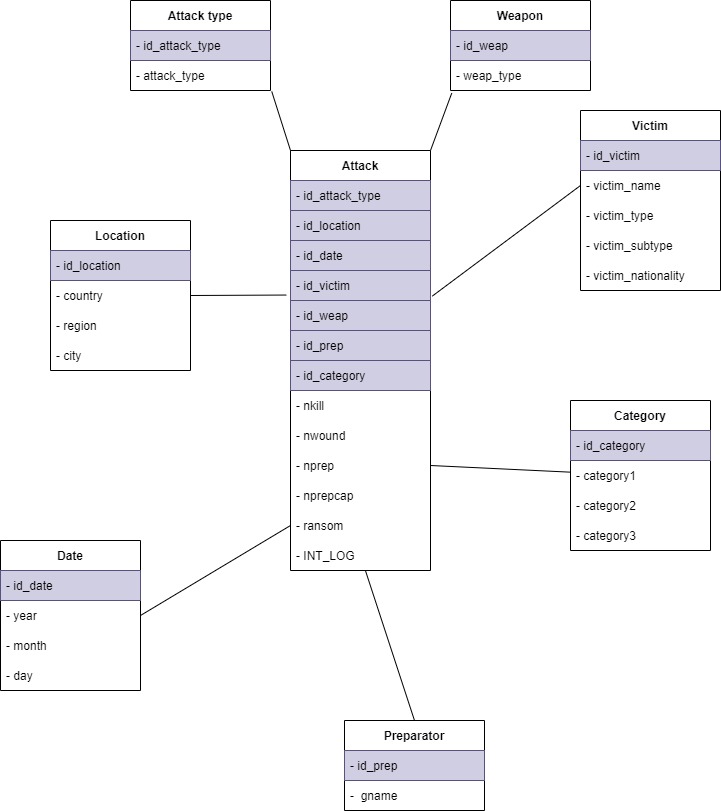 Attack type
- id_attack_type
- attack_type
Weapon
- id_weap
- weap_type
Victim
- id_victim
- victim_name
- victim_type
- victim_subtype
- victim_nationality
Attack
- id_attack_type
- id_location
- id_date
- id_victim
- id_weap
- id_prep
- id_category
- nkill
- nwound
- nprep
- nprepcap
- ransom
- INT_LOG
Location
- id_location
- country
- region
- city
Category
- id_category
- category1
- category2
- category3
Date
- id_date
- year
- month
- day
Preparator
- id_prep
- gname